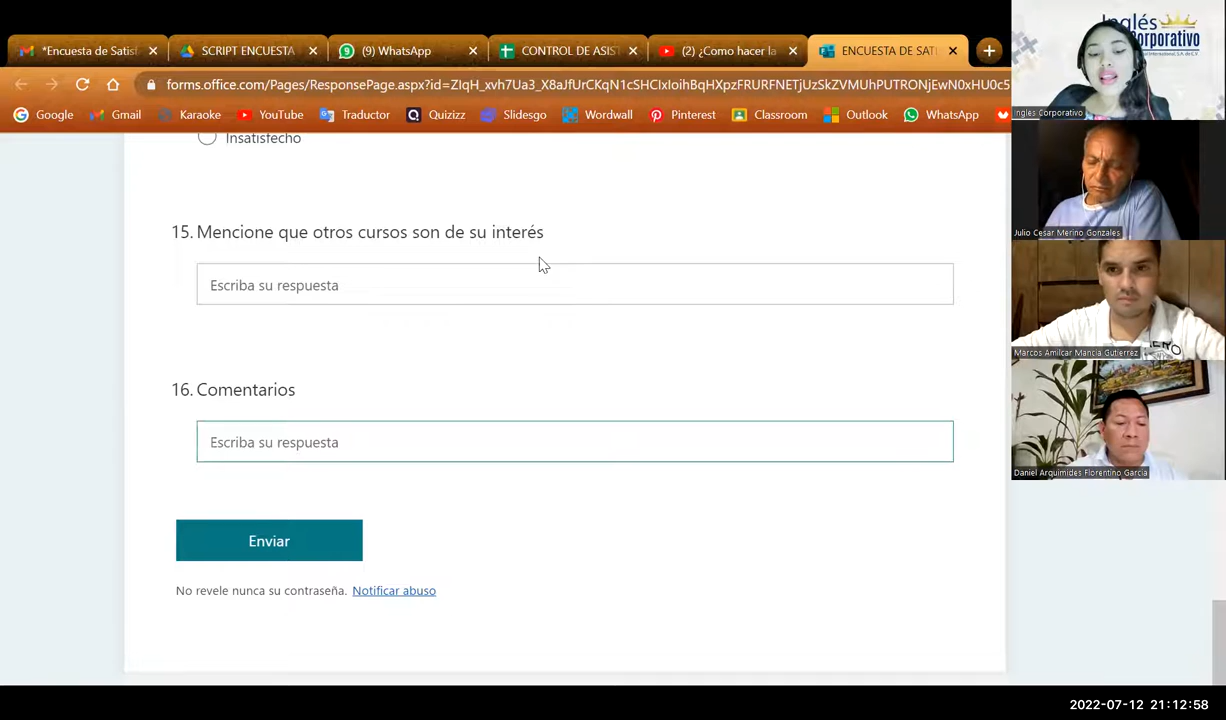 *Encuesta de Satisf
SCRIPT ENCUESTA
(9) WhatsApp
CONTROL DE ASIST
(2) ¿Como hacer la
ENCUESTA DE SATI
forms.office.com/Pages/ResponsePage.aspx?id=ZIqH_xvh7Ua3_X8aJfUrCKqN1cSHCIxIoihBqHXpzFRURFNETjUzSkZVMUhPUTRONjEwN0xHU0c5
Google
Gmail
Karaoke
YouTube
Traductor
Quizizz
Slidesgo
Wordwall
Pinterest
Classroom
Outlook
WhatsApp
Insatisfecho
15. Mencione que otros cursos son de su interés
Escriba su respuesta
16. Comentarios
Escriba su respuesta
Enviar
No revele nunca su contraseña. Notificar abuso
Inglés Corporativo
Julio Cesar Merino Gonzales
Marcos Amilcar Mancia Gutierrez
Daniel Arquimides Florentino Garcia
2022-07-12 21:12:58